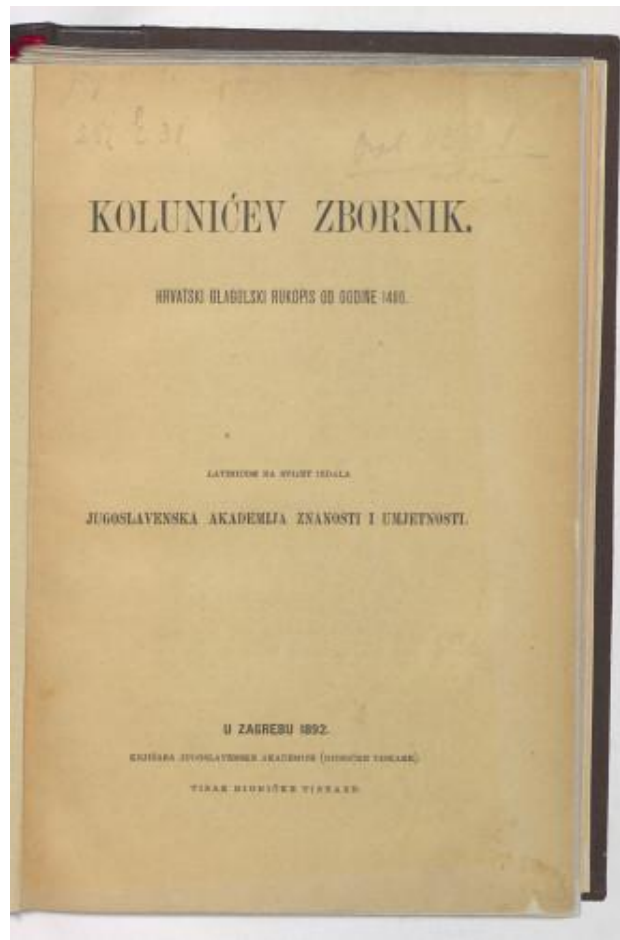 KOLUNIĆEV ZBORNIK.
HRVATSKI GLAGOLSKI RUKOPIS OD GODINE 1486.
LATINICOM NA SVIJET IZDALA
JUGOSLAVENSKA AKADEMIJA ZNANOSTI I UMJETNOSTI.
U ZAGREBU 1892.
KNJIŽARA JUGOSLAVENSKE AKADEMIJE (DIONIČKE TISKARE).
TISAK DIONIČKE TISKARE.